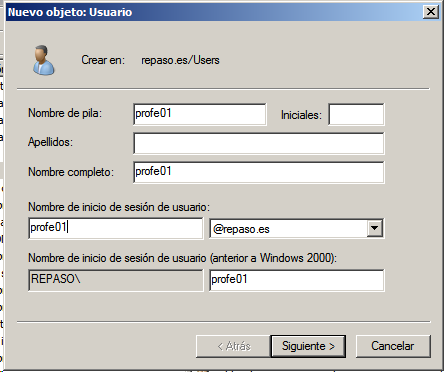 Nuevo objeto: Usuario
Crear en: repaso.es/Users
Nombre de pila: profe01 Iniciales:
Apellidos:
Nombre completo: profe01
Nombre de inicio de sesión de usuario:
profe01 @repaso.es
Nombre de inicio de sesión de usuario (anterior a Windows 2000):
REPASO\ profe01
< Atrás Siguiente > Cancelar